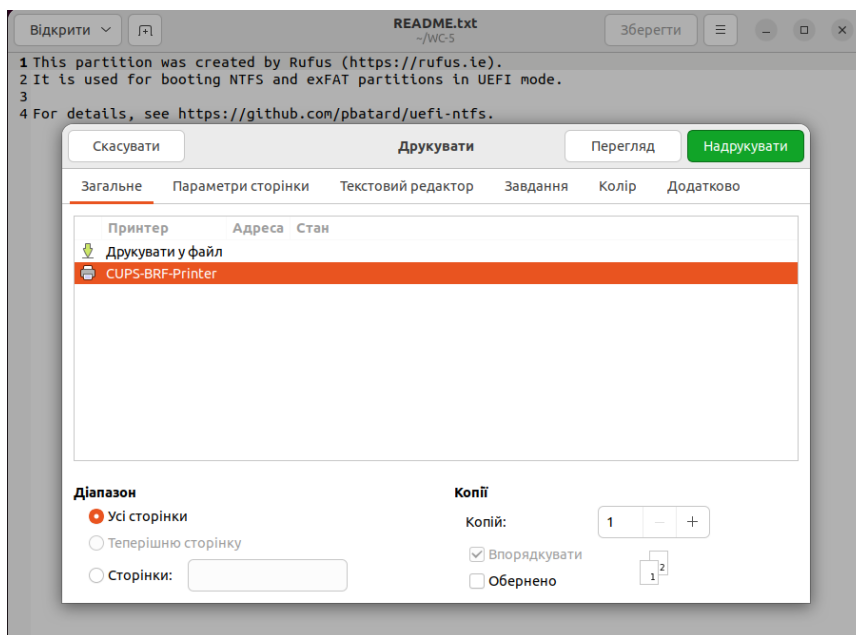 Відкрити README.txt Зберегти
~/WC-5
1 This partition was created by Rufus (https://rufus.ie).
2 It is used for booting NTFS and exFAT partitions in UEFI mode.
3
4 For details, see https://github.com/pbatard/uefi-ntfs.
Скасувати Друкувати Перегляд Надрукувати
Загальне Параметри сторінки Текстовий редактор Завдання Колір Додатково
Принтер Адреса Стан
Друкувати у файл
CUPS-BRF-Printer
Діапазон Копії
Усі сторінки Копій: 1 − +
Теперішню сторінку Впорядкувати
Сторінки: Обернено
1 2